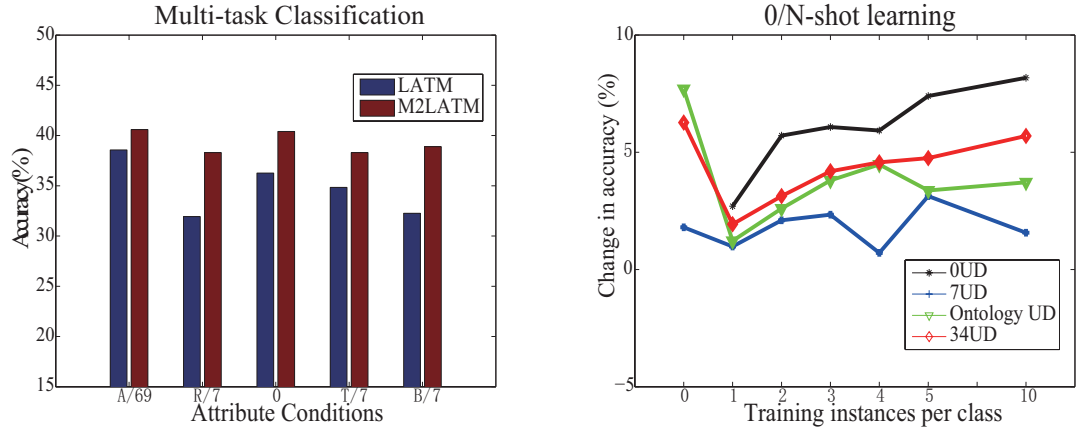 Multi-task Classification
50
45
40
35
30
25
20
15
Accuracy(%)
LATM
M2LATM
A/69 R/7 O T/7 B/7
Attribute Conditions
0/N-shot learning
10
5
0
−5
Change in accuracy (%)
0UD
7UD
Ontology UD
34UD
0 1 2 3 4 5 10
Training instances per class